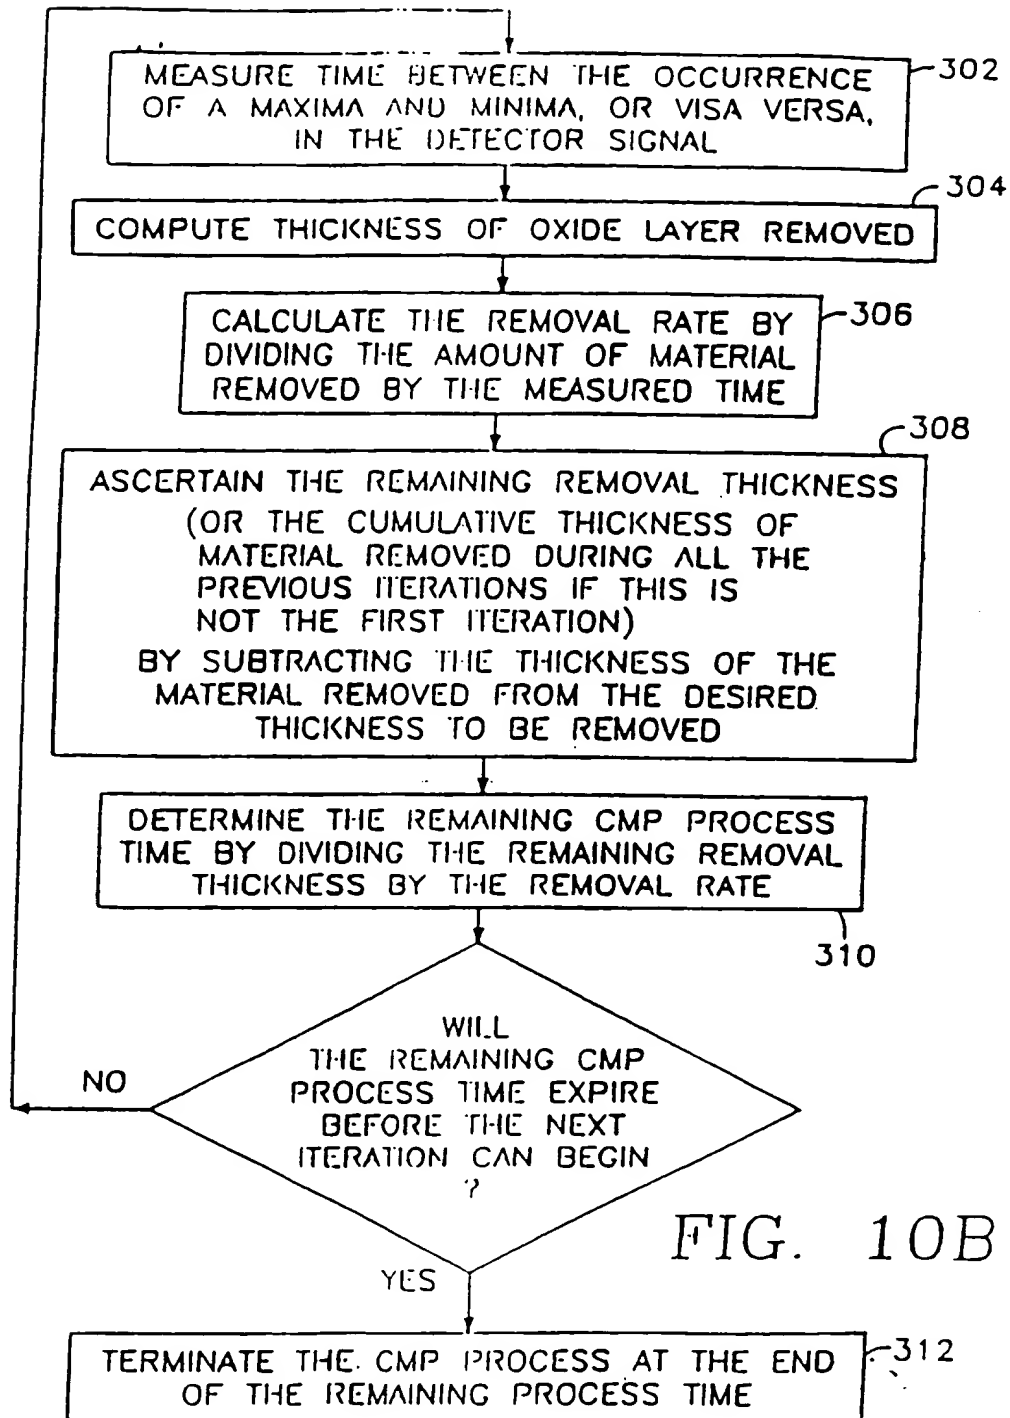 MEASURE TIME BETWEEN THE OCCURRENCE
302
OF A MAXIMA AND MINIMA, OR VISA VERSA,
IN THE DETECTOR SIGNAL
304
COMPUTE THICKNESS OF OXIDE LAYER REMOVED
CALCULATE THE REMOVAL RATE BY
306
DIVIDING THE AMOUNT OF MATERIAL
REMOVED BY THE MEASURED TIME
308
ASCERTAIN THE REMAINING REMOVAL THICKNESS
(OR THE CUMULATIVE THICKNESS OF
MATERIAL REMOVED DURING ALL THE
PREVIOUS ITERATIONS IF THIS IS
NOT THE FIRST ITERATION)
BY SUBTRACTING THE THICKNESS OF THE
MATERIAL REMOVED FROM THE DESIRED
THICKNESS TO BE REMOVED
DETERMINE THE REMAINING CMP PROCESS
TIME BY DIVIDING THE REMAINING REMOVAL
THICKNESS BY THE REMOVAL RATE
310
WILL
THE REMAINING CMP
PROCESS TIME EXPIRE
BEFORE THE NEXT
ITERATION CAN BEGIN
?
NO
FIG. 10B
YES
TERMINATE THE CMP PROCESS AT THE END
312
OF THE REMAINING PROCESS TIME